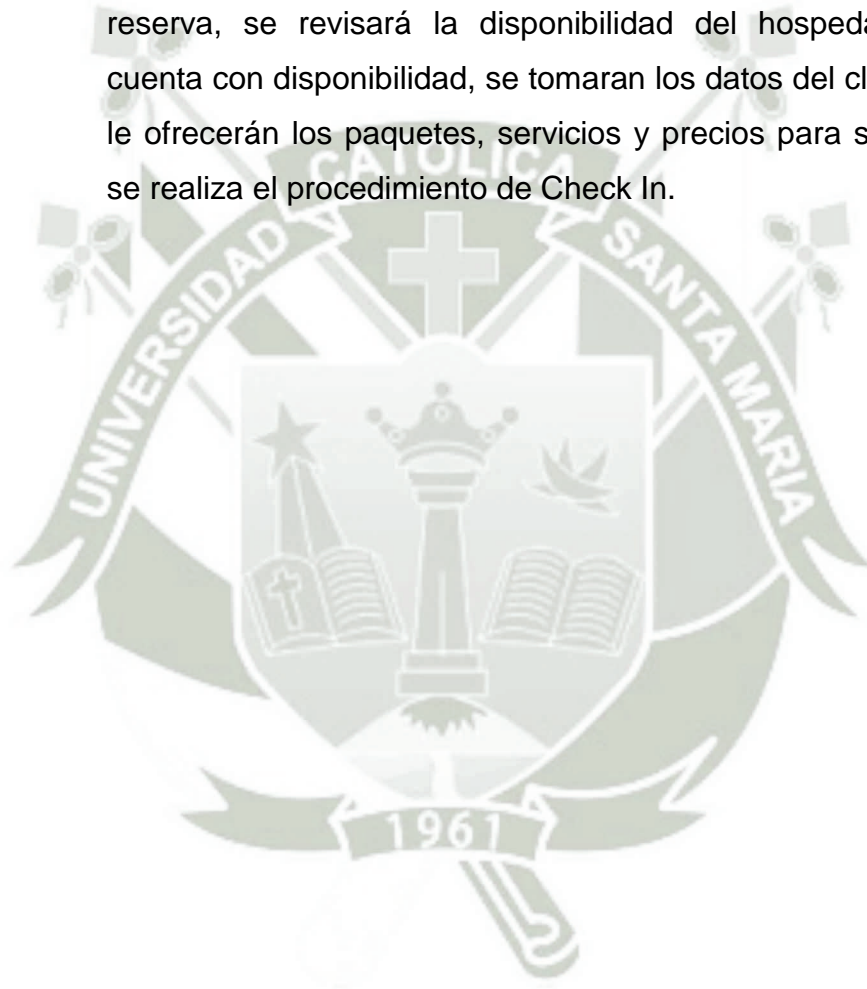 reserva, se revisará la disponibilidad del
cuenta con disponibilidad, se tomaran los datos del
le ofrecerán los paquetes, servicios y precios para
se realiza el procedimiento de Check In.
CATOLICA
UNIVERSIDAD
SANTA MARIA
1961